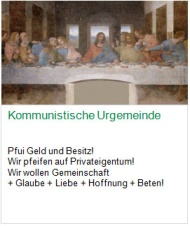 Kommunistische Urgemeinde
Pfui Geld und Besitz!
Wir pfeifen auf Privateigentum!
Wir wollen Gemeinschaft
+ Glaube + Liebe + Hoffnung + Beten!